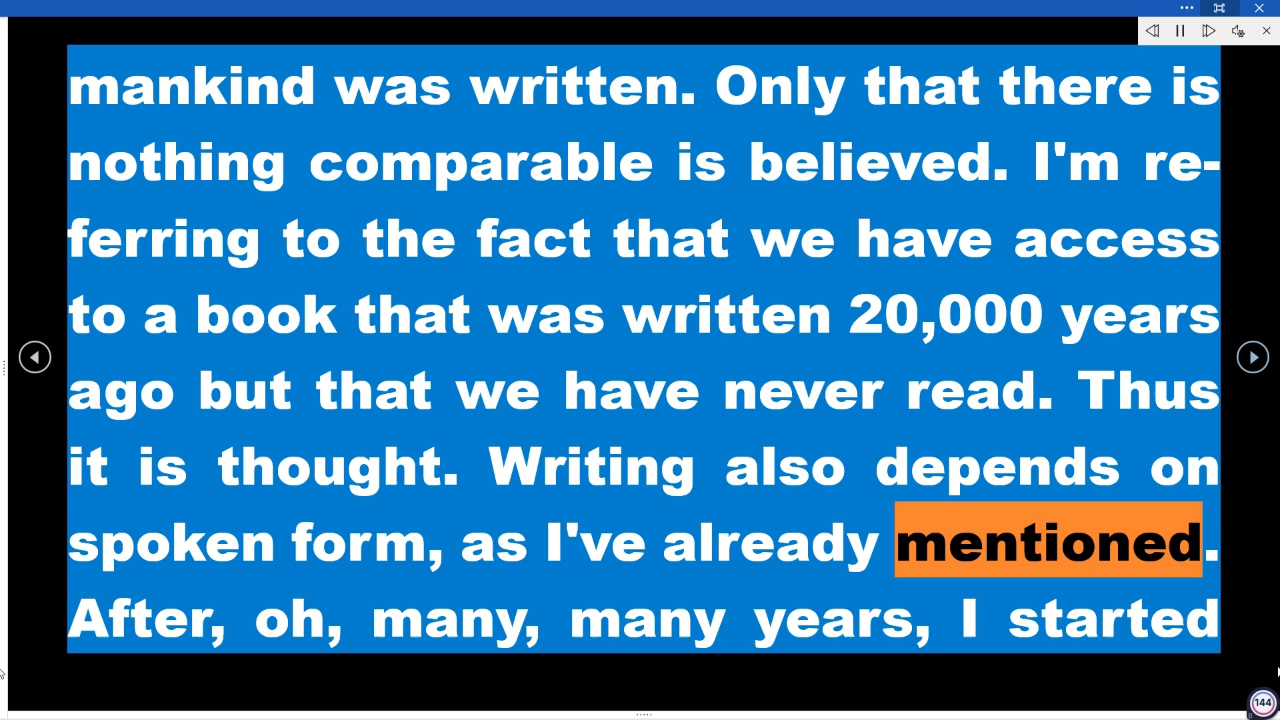 mankind was written. Only that there is
nothing comparable is believed. I'm re-
ferring to the fact that we have access
to a book that was written 20,000 years
ago but that we have never read. Thus
it is thought. Writing also depends on
spoken form, as I've already mentioned.
After, oh, many, many years, I started
144